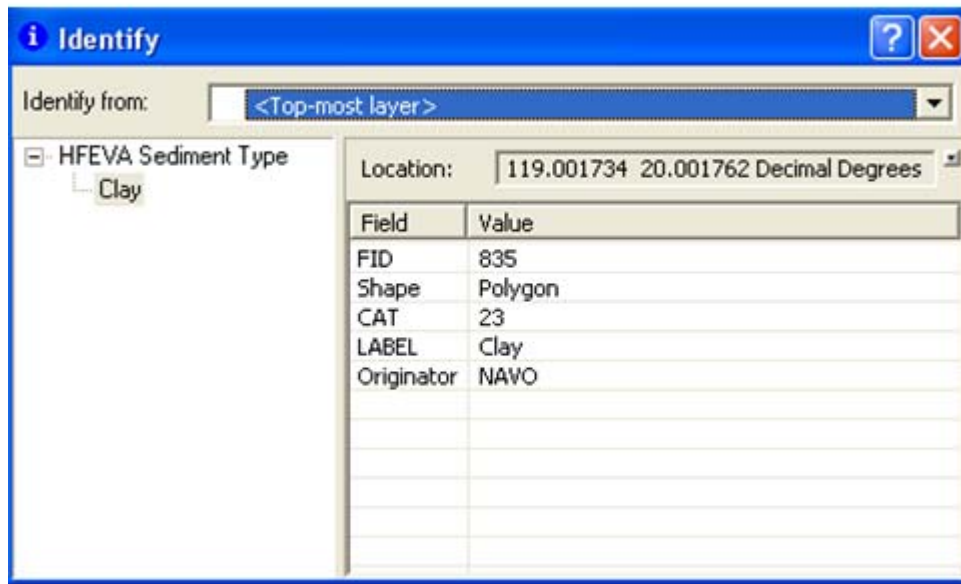 Identify
Identify from: <Top-most layer>
HFEVA Sediment Type
Clay
Location: 119.001734 20.001762 Decimal Degrees
Field Value
FID 835
Shape Polygon
CAT 23
LABEL Clay
Originator NAVO